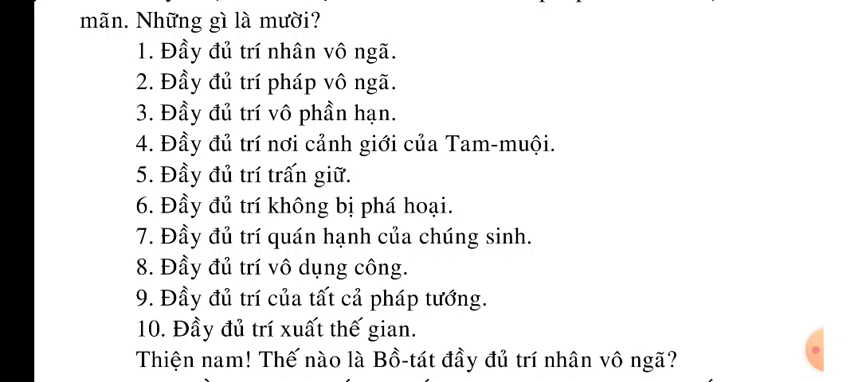 mãn. Những gì là mười?
1. Đầy đủ trí nhân vô ngã.
2. Đầy đủ trí pháp vô ngã.
3. Đầy đủ trí vô phần hạn.
4. Đầy đủ trí nơi cảnh giới của Tam-muội.
5. Đầy đủ trí trấn giữ.
6. Đầy đủ trí không bị phá hoại.
7. Đầy đủ trí quán hạnh của chúng sinh.
8. Đầy đủ trí vô dụng công.
9. Đầy đủ trí của tất cả pháp tướng.
10. Đầy đủ trí xuất thế gian.
Thiện nam! Thế nào là Bồ-tát đầy đủ trí nhân vô ngã?